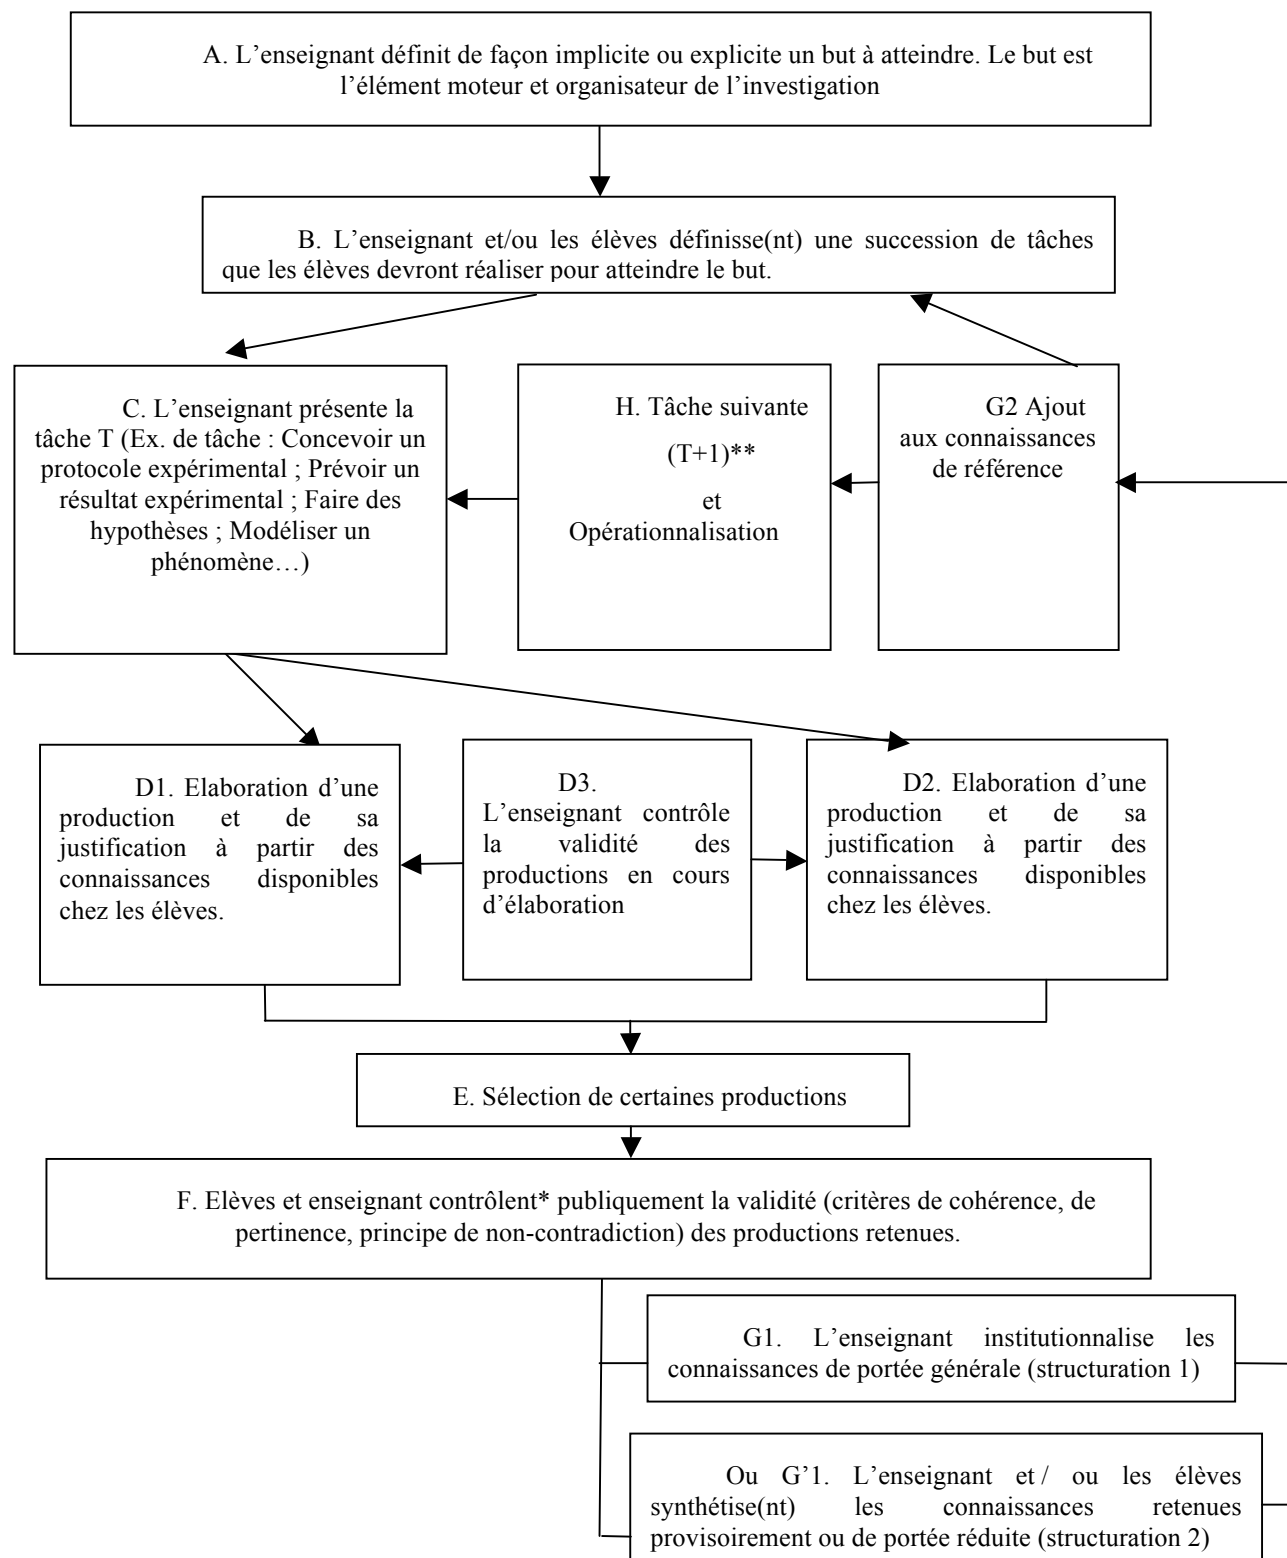 A. L’enseignant définit de façon implicite ou explicite un but à atteindre. Le but est
l’élément moteur et organisateur de l’investigation
B. L’enseignant et/ou les élèves définisse(nt) une succession de tâches
que les élèves devront réaliser pour atteindre le but.
C. L’enseignant présente la
tâche T (Ex. de tâche : Concevoir un
protocole expérimental ; Prévoir un
résultat expérimental ; Faire des
hypothèses ; Modéliser un
phénomène…)
H. Tâche suivante
(T+1)**
et
Opérationnalisation
G2 Ajout
aux connaissances
de référence
D1. Elaboration d’une
production et de sa
justification à partir des
connaissances disponibles
chez les élèves.
D3.
L’enseignant contrôle
la validité des
productions en cours
d’élaboration
D2. Elaboration d’une
production et de sa
justification à partir des
connaissances disponibles
chez les élèves.
E. Sélection de certaines productions
F. Elèves et enseignant contrôlent* publiquement la validité (critères de cohérence, de
pertinence, principe de non-contradiction) des productions retenues.
G1. L’enseignant institutionnalise les
connaissances de portée générale (structuration 1)
Ou G’1. L’enseignant et / ou les élèves
synthétise(nt) les connaissances retenues
provisoirement ou de portée réduite (structuration 2)